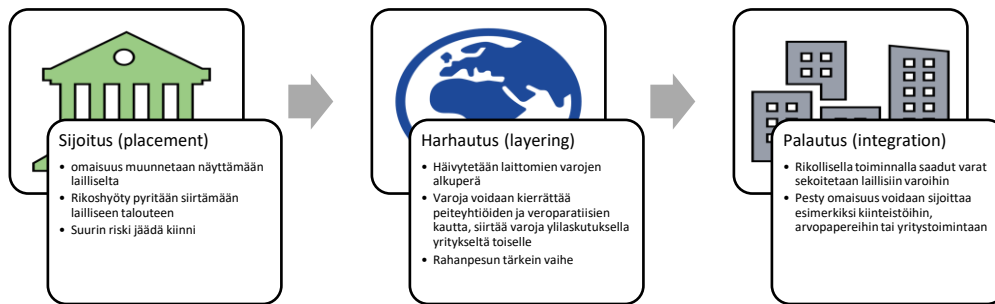 Sijoitus (placement)
• omaisuus muunnetaan näyttämään
lailliselta
• Rikoshyöty pyritään siirtämään
lailliseen talouteen
• Suurin riski jäädä kiinni
Harhautus (layering)
• Häivytetään laittomien varojen
alkuperä
• Varoja voidaan kierrättää
peiteyhtiöiden ja veroparatiisien
kautta, siirtää varoja ylilaskutuksella
yritykseltä toiselle
• Rahanpesun tärkein vaihe
Palautus (integration)
• Rikollisella toiminnalla saadut varat
sekoitetaan laillisiin varoihin
• Pesty omaisuus voidaan sijoittaa
esimerkiksi kiinteistöihin,
arvopapereihin tai yritystoimintaan